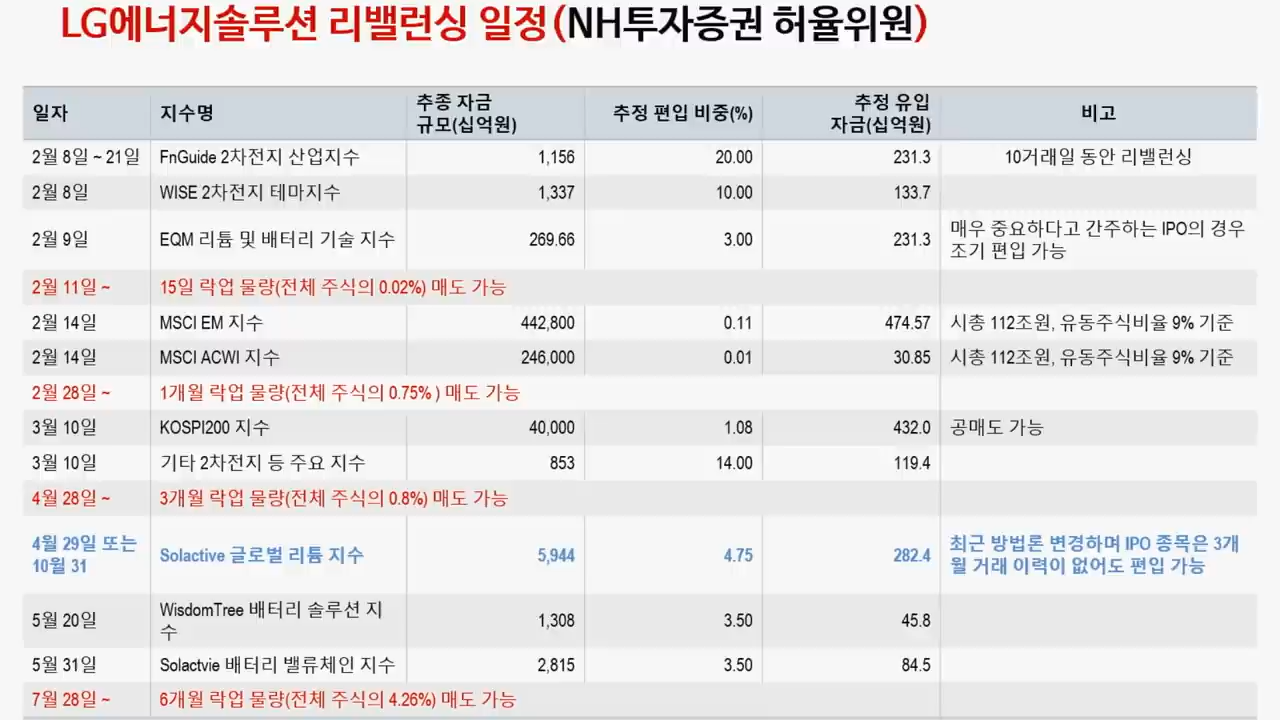 LG에너지솔루션 리밸런싱 일정(NH투자증권 허율위원)
일자 지수명 추종 자금 규모(십억원) 추정 편입 비중(%) 추정 유입 자금(십억원) 비고
2월 8일 ~ 21일 FnGuide 2차전지 산업지수 1,156 20.00 231.3 10거래일 동안 리밸런싱
2월 8일 WISE 2차전지 테마지수 1,337 10.00 133.7
2월 9일 EQM 리튬 및 배터리 기술 지수 269.66 3.00 231.3 매우 중요하다고 간주하는 IPO의 경우 조기 편입 가능
2월 11일 ~ 15일 락업 물량(전체 주식의 0.02%) 매도 가능
2월 14일 MSCI EM 지수 442,800 0.11 474.57 시총 112조원, 유동주식비율 9% 기준
2월 14일 MSCI ACWI 지수 246,000 0.01 30.85 시총 112조원, 유동주식비율 9% 기준
2월 28일 ~ 1개월 락업 물량(전체 주식의 0.75% ) 매도 가능
3월 10일 KOSPI200 지수 40,000 1.08 432.0 공매도 가능
3월 10일 기타 2차전지 등 주요 지수 853 14.00 119.4
4월 28일 ~ 3개월 락업 물량(전체 주식의 0.8%) 매도 가능
4월 29일 또는 10월 31 Solactive 글로벌 리튬 지수 5,944 4.75 282.4 최근 방법론 변경하며 IPO 종목은 3개월 거래 이력이 없어도 편입 가능
5월 20일 WisdomTree 배터리 솔루션 지수 1,308 3.50 45.8
5월 31일 Solactvie 배터리 밸류체인 지수 2,815 3.50 84.5
7월 28일 ~ 6개월 락업 물량(전체 주식의 4.26%) 매도 가능